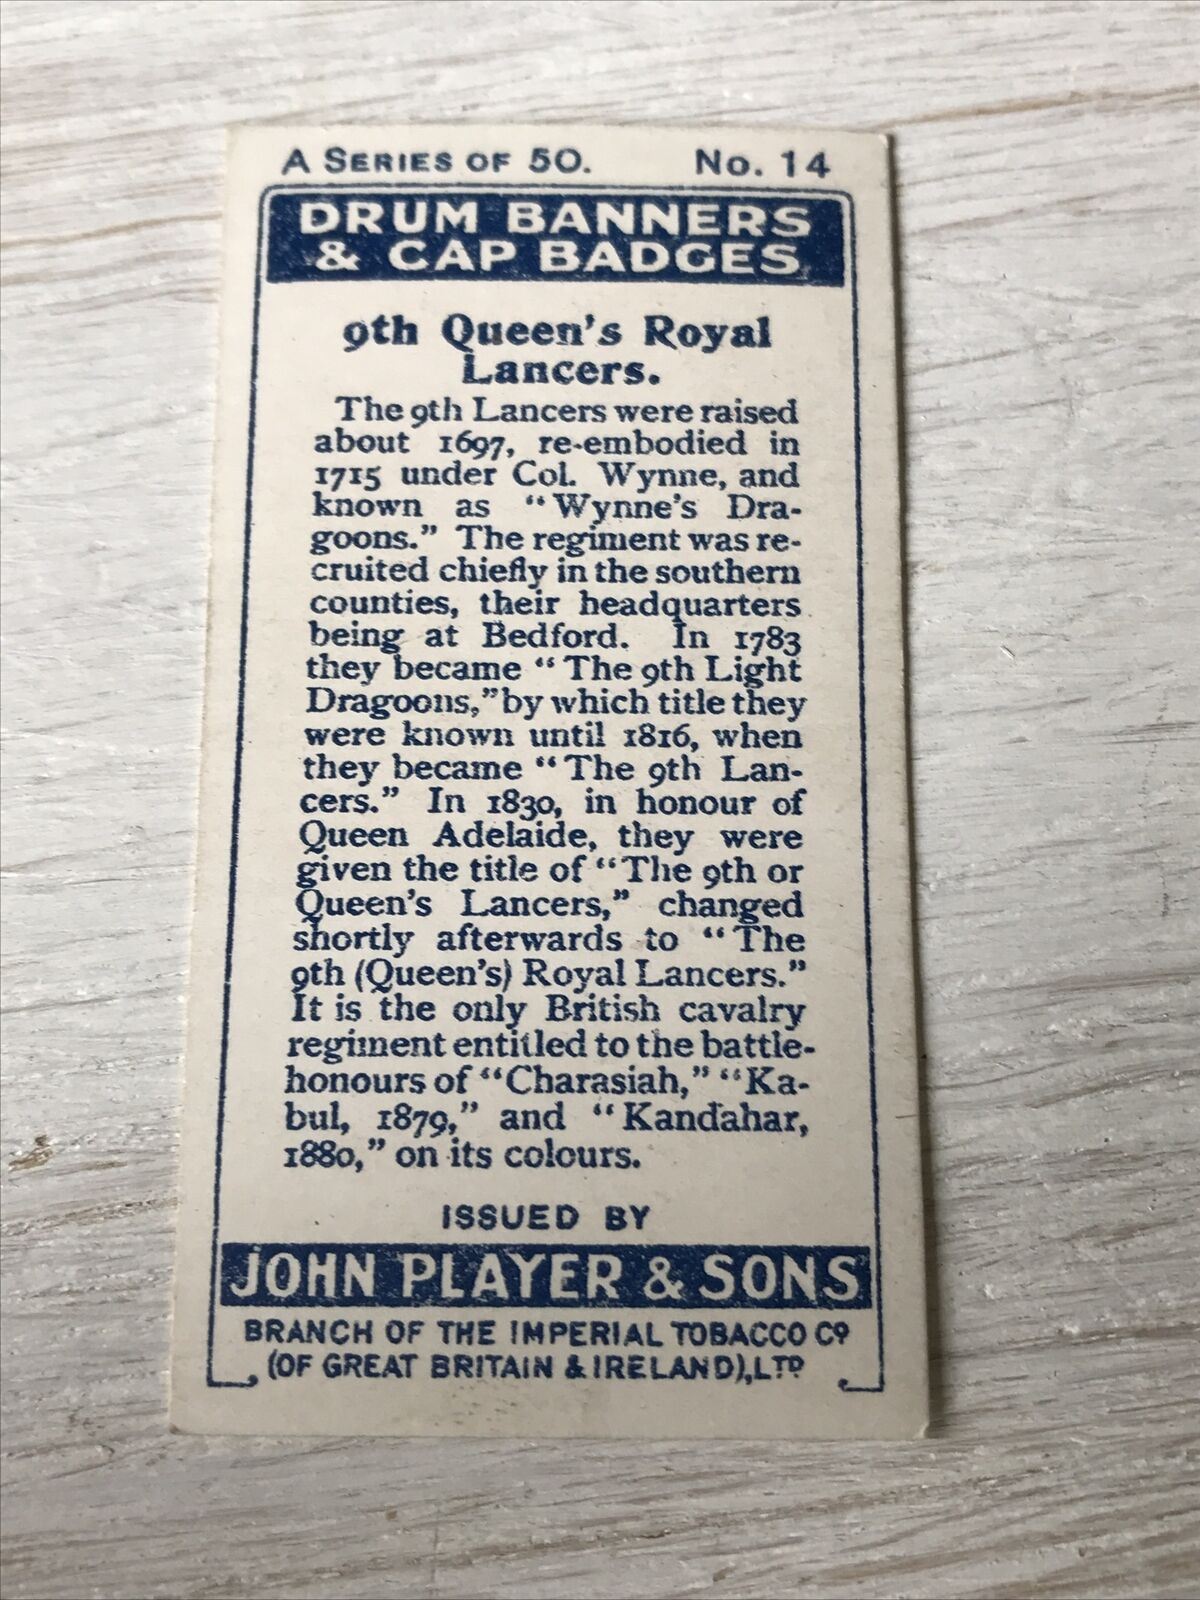 A SERIES OF 50. No. 14
DRUM BANNERS
& CAP BADGES
9th Queen's Royal
Lancers.
The 9th Lancers were raised
about 1697, re-embodied in
1715 under Col. Wynne, and
known as "Wynne's Dra-
goons." The regiment was re-
cruited chiefly in the southern
counties, their headquarters
being at Bedford. In 1783
they became "The 9th Light
Dragoons," by which title they
were known until 1816, when
they became "The 9th Lan-
cers." In 1830, in honour of
Queen Adelaide, they were
given the title of "The 9th or
Queen's Lancers," changed
shortly afterwards to "The
9th (Queen's) Royal Lancers."
It is the only British cavalry
regiment entitled to the battle-
honours of "Charasiah," "Ka-
bul, 1879," and "Kandahar,
1880," on its colours.
ISSUED BY
JOHN PLAYER & SONS
BRANCH OF THE IMPERIAL TOBACCO Cº
(OF GREAT BRITAIN & IRELAND), LTD